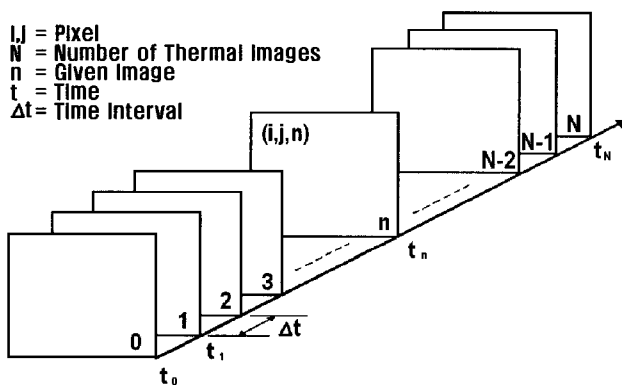 i,j = Pixel
N = Number of Thermal Images
n = Given Image
t = Time
Δt = Time Interval
(i,j,n)
N
N-1
N-2
t_N
n
t_n
3
2
1
0
Δt
t_1
t_0